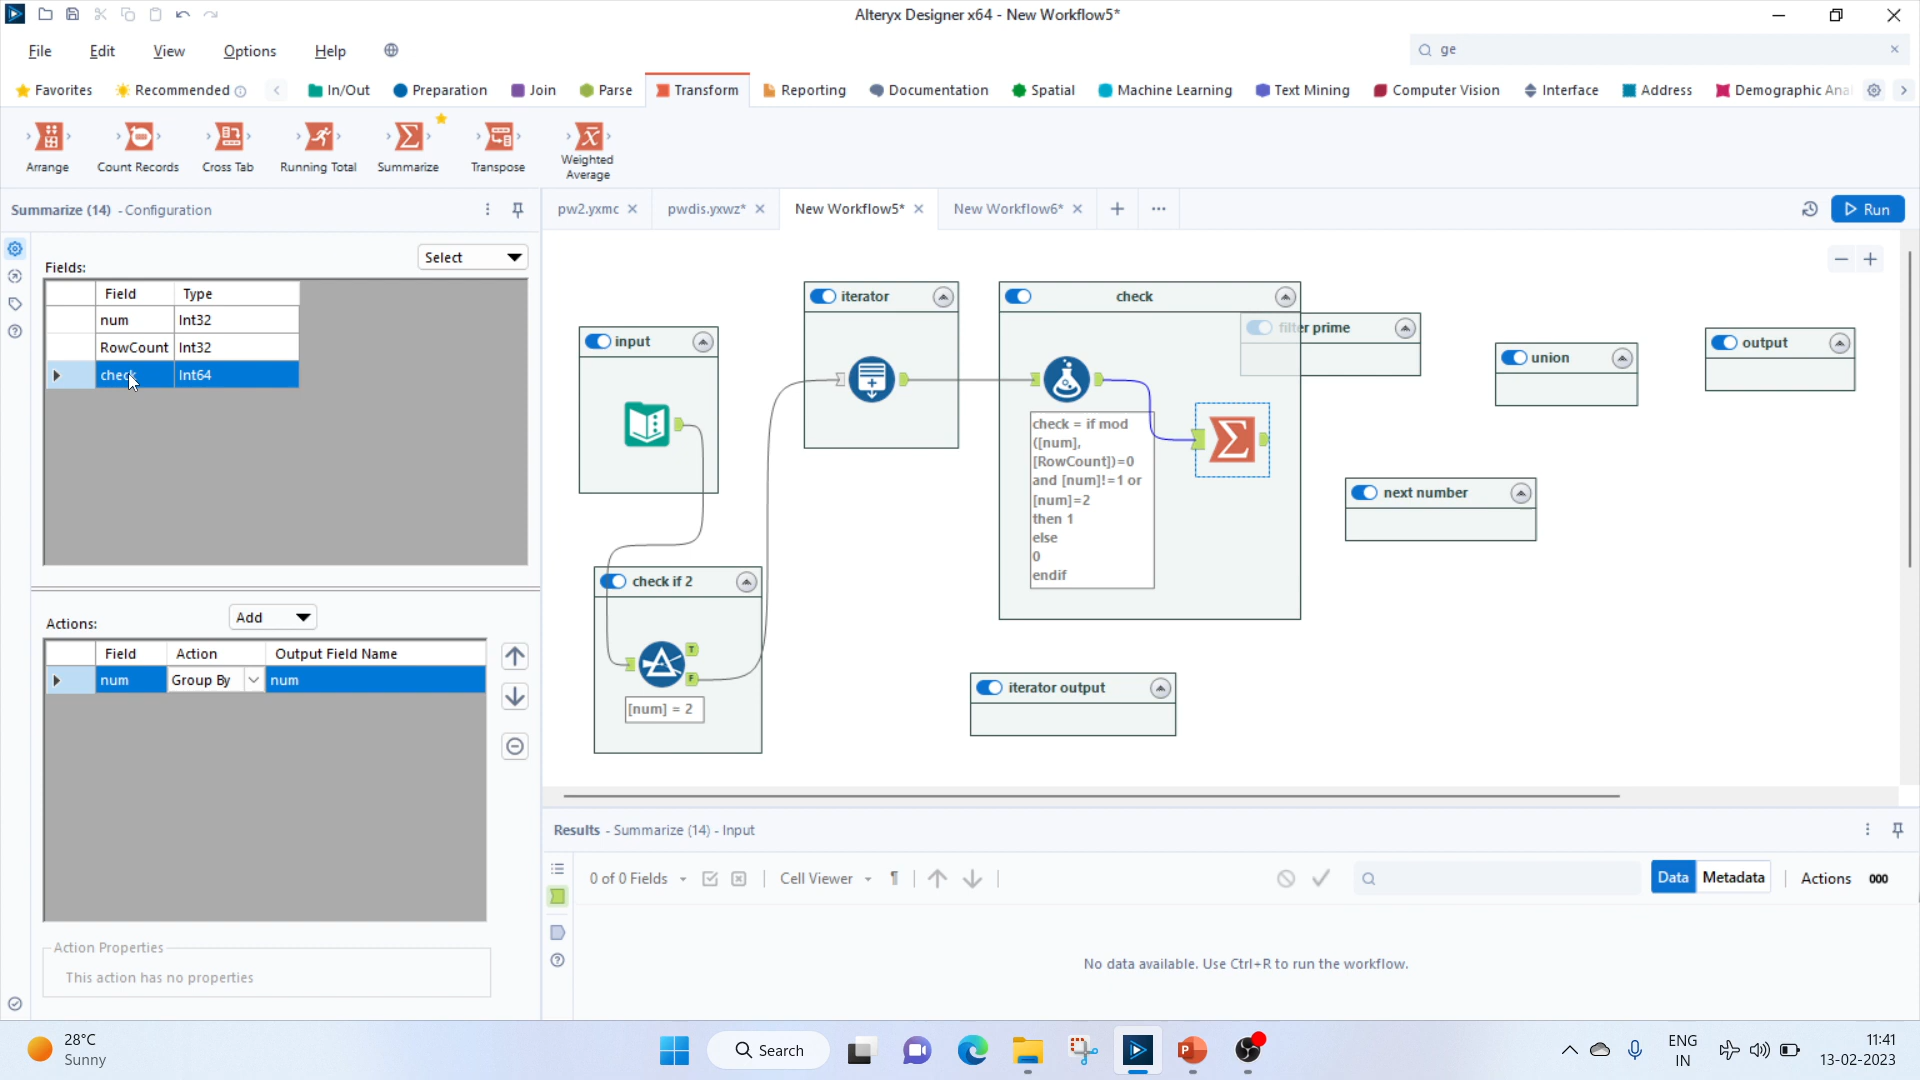 Alteryx Designer x64 - New Workflow5*
File Edit View Options Help
ge
Favorites Recommended In/Out Preparation Join Parse Transform Reporting Documentation Spatial Machine Learning Text Mining Computer Vision Interface Address Demographic Ana
Arrange Count Records Cross Tab Running Total Summarize Transpose Weighted
Average
Summarize (14) - Configuration
pw2.yxmc pwdis.yxwz* New Workflow5* New Workflow6* Run
Select
Fields:
Field Type
num Int32
RowCount Int32
check Int64
Add
Actions:
Field Action Output Field Name
num Group By num
Action Properties
This action has no properties
input
check if 2
T
F
[num] = 2
iterator
check
check = if mod
([num],
[RowCount])=0
and [num]!=1 or
[num]=2
then 1
else
0
endif
filter prime
union
output
next number
iterator output
Results - Summarize (14) - Input
0 of 0 Fields Cell Viewer Data Metadata Actions 000
No data available. Use Ctrl+R to run the workflow.
28°C
Sunny
Search
ENG
IN
11:41
13-02-2023